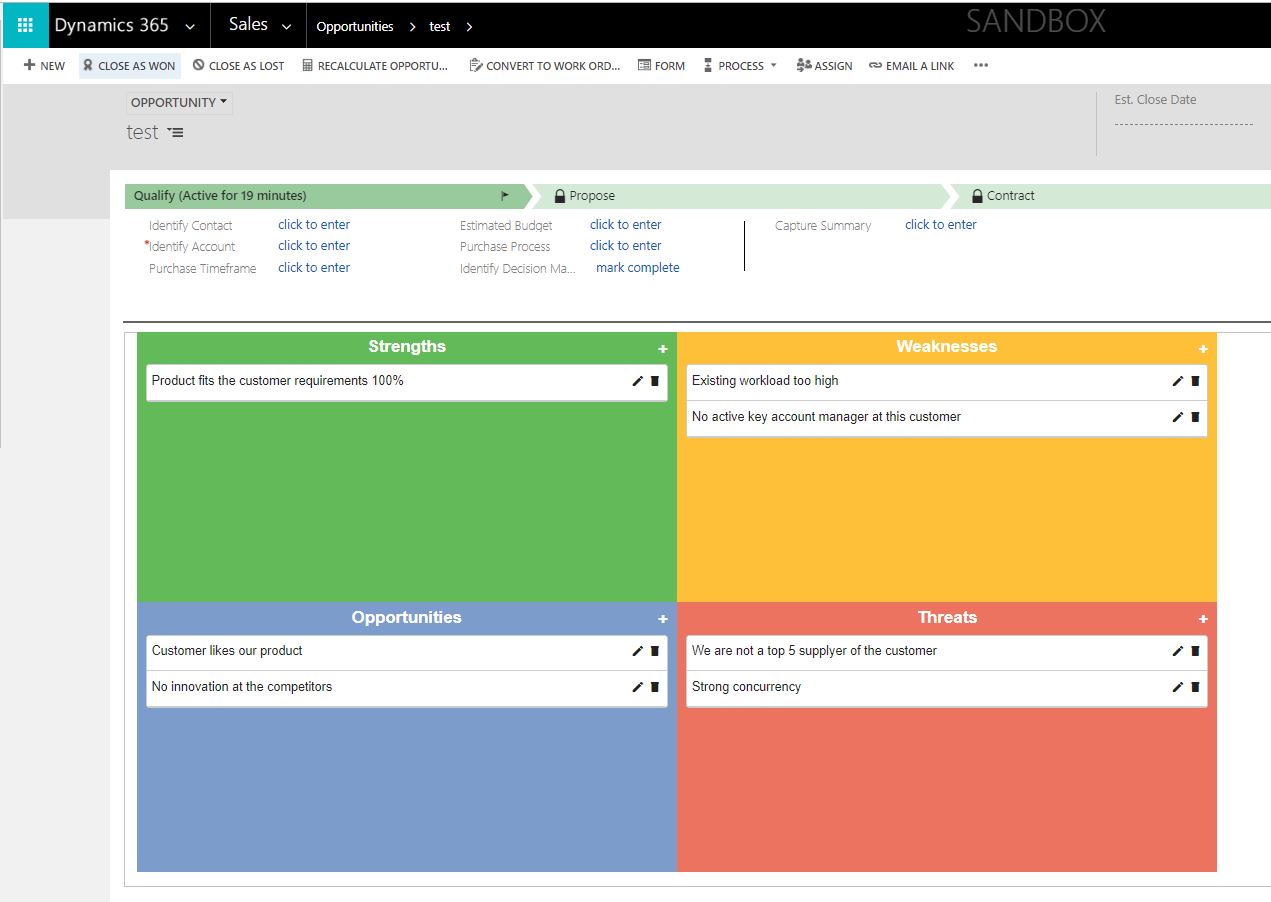 Dynamics 365 Sales Opportunities test SANDBOX
NEW CLOSE AS WON CLOSE AS LOST RECALCULATE OPPORTU... CONVERT TO WORK ORD... FORM PROCESS ASSIGN EMAIL A LINK •••
OPPORTUNITY
test
Est. Close Date
Qualify (Active for 19 minutes) Propose Contract
Identify Contact click to enter Estimated Budget click to enter Capture Summary click to enter
*Identify Account click to enter Purchase Process click to enter
Purchase Timeframe click to enter Identify Decision Ma... mark complete
Strengths +
Product fits the customer requirements 100%
Weaknesses +
Existing workload too high
No active key account manager at this customer
Opportunities +
Customer likes our product
No innovation at the competitors
Threats +
We are not a top 5 supplyer of the customer
Strong concurrency